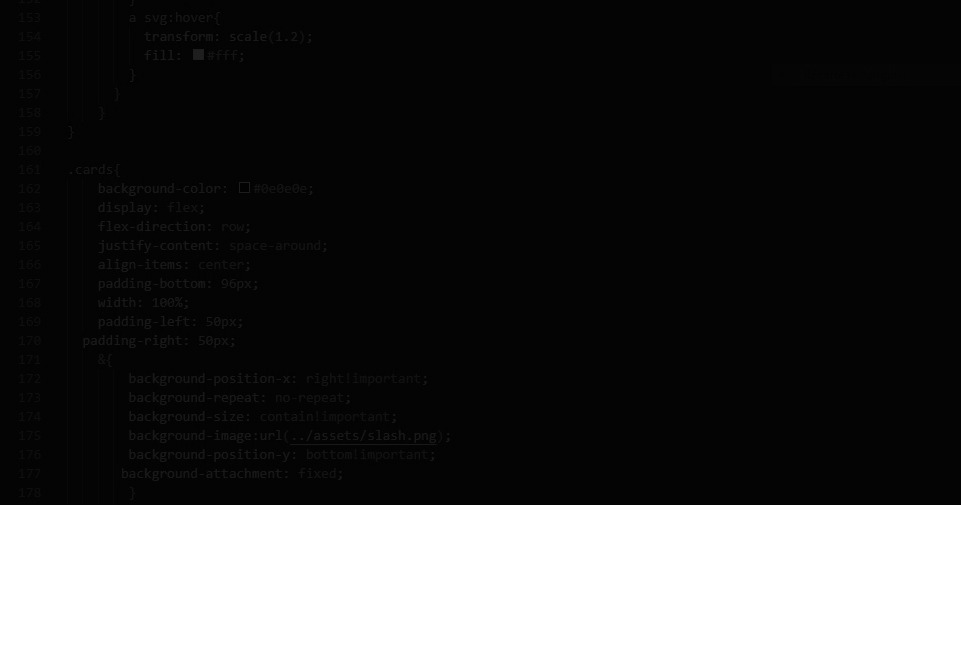 152 }
153 a svg:hover{
154 transform: scale(1.2);
155 fill: #fff;
156 }
157 }
158 }
159 }
160
161 .cards{
162 background-color: #0e0e0e;
163 display: flex;
164 flex-direction: row;
165 justify-content: space-around;
166 align-items: center;
167 padding-bottom: 96px;
168 width: 100%;
169 padding-left: 50px;
170 padding-right: 50px;
171 &{
172 background-position-x: right!important;
173 background-repeat: no-repeat;
174 background-size: contain!important;
175 background-image:url(../assets/slash.png);
176 background-position-y: bottom!important;
177 background-attachment: fixed;
178 }